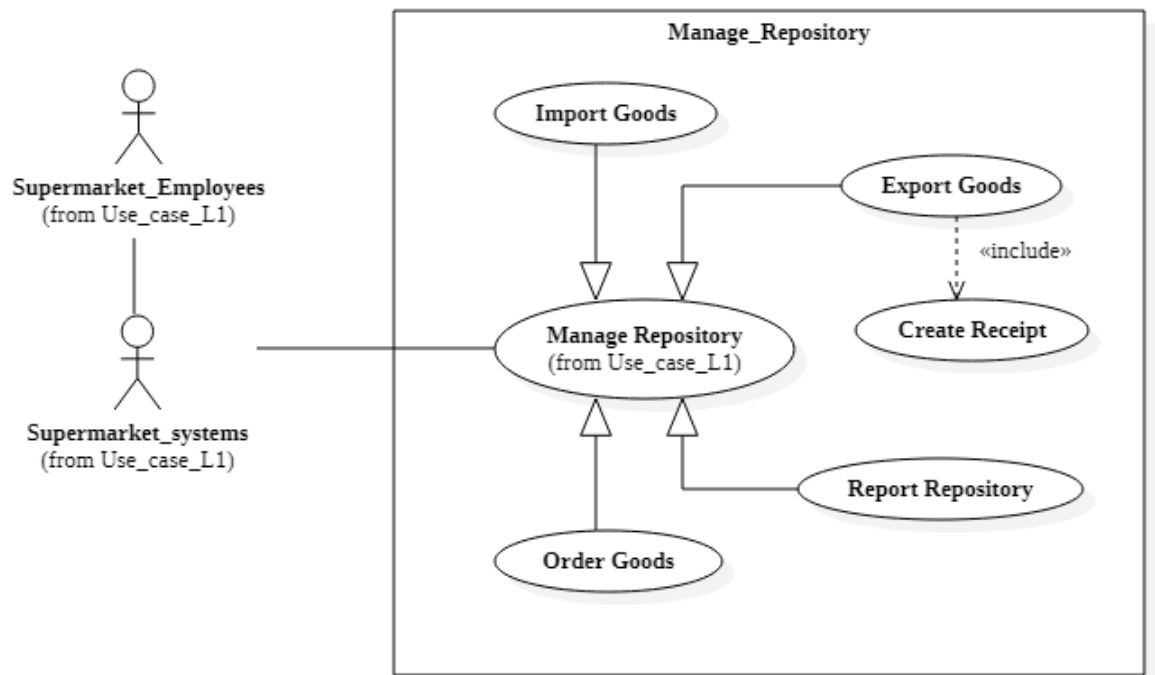 Manage_Repository
Import Goods
Supermarket_Employees
(from Use_case_L1)
Export Goods
«include»
Manage Repository
(from Use_case_L1)
Create Receipt
Supermarket_systems
(from Use_case_L1)
Report Repository
Order Goods